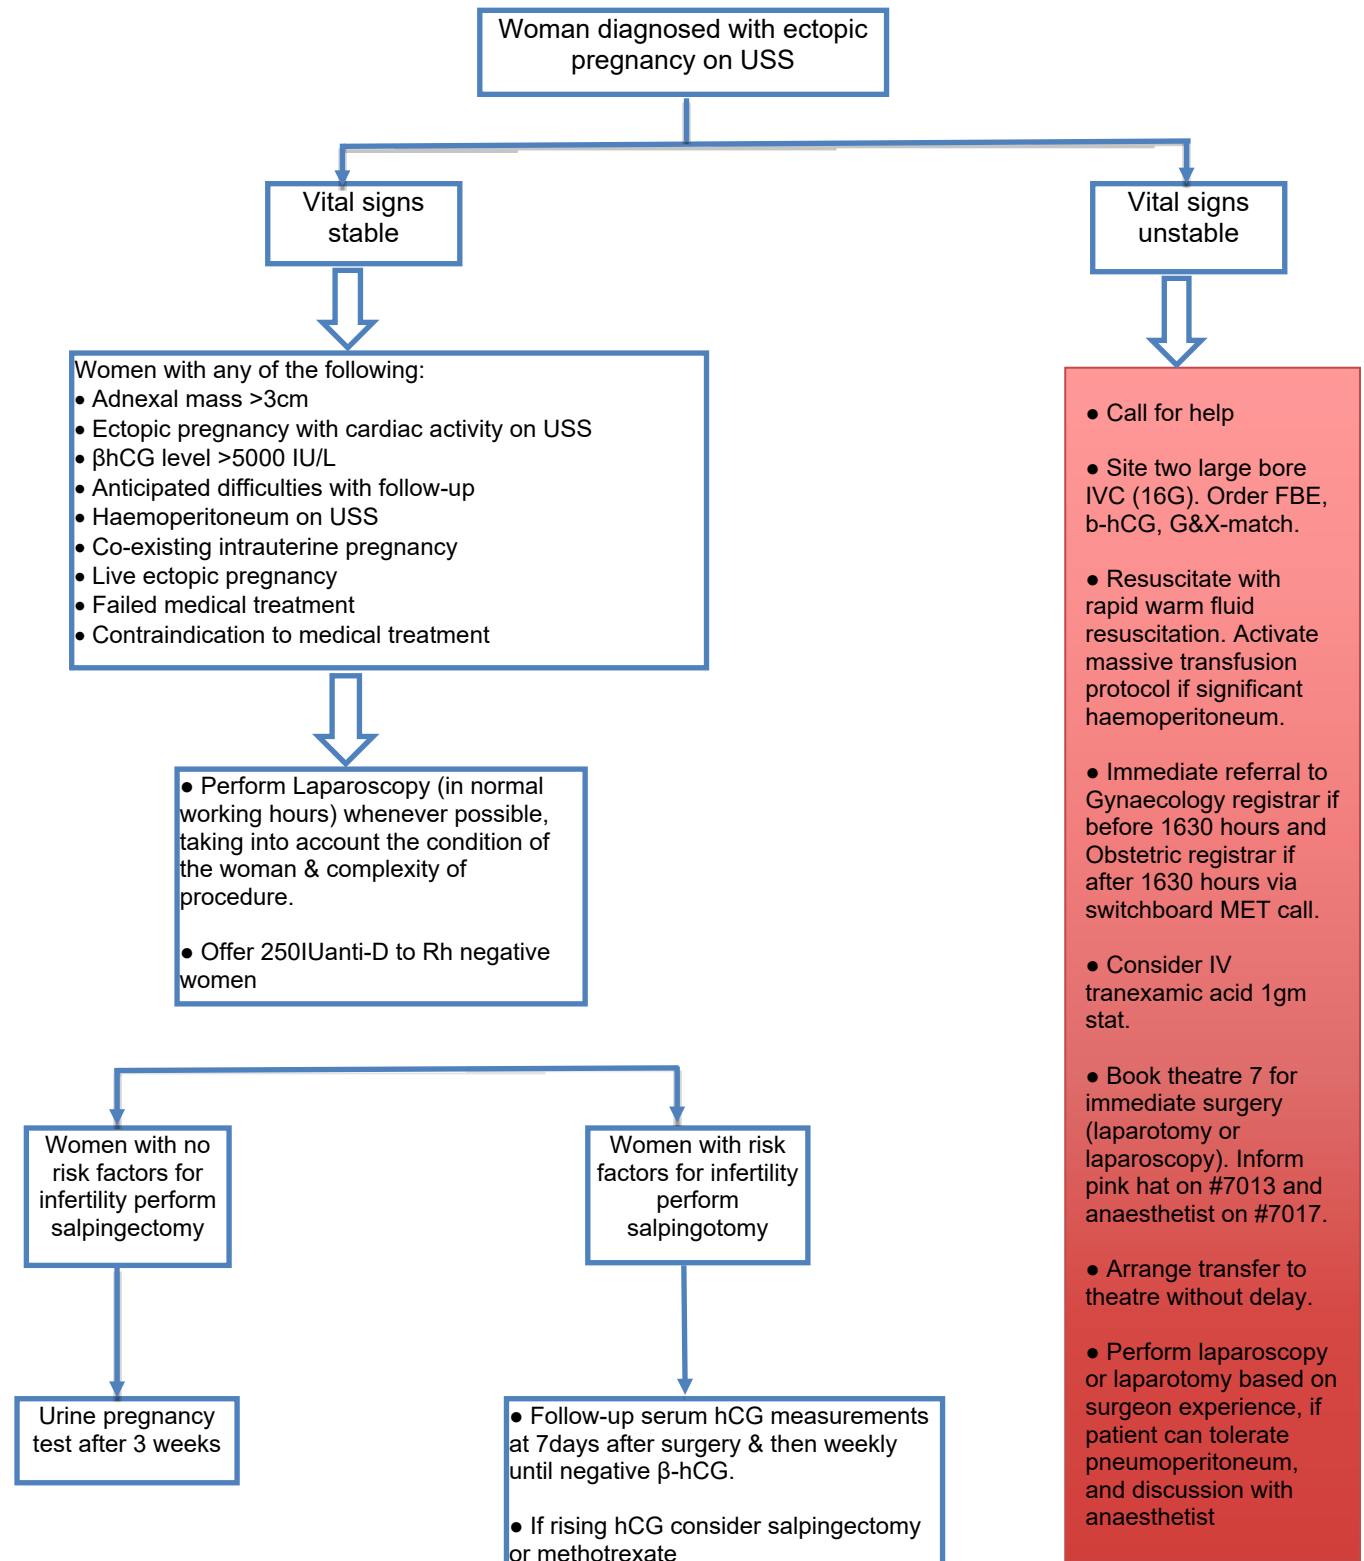 Woman diagnosed with ectopic
pregnancy on USS
Vital signs
stable
Vital signs
unstable
Women with any of the following:
• Adnexal mass >3cm
• Ectopic pregnancy with cardiac activity on USS
• βhCG level >5000 IU/L
• Anticipated difficulties with follow-up
• Haemoperitoneum on USS
• Co-existing intrauterine pregnancy
• Live ectopic pregnancy
• Failed medical treatment
• Contraindication to medical treatment
● Perform Laparoscopy (in normal
working hours) whenever possible,
taking into account the condition of
the woman & complexity of
procedure.
● Offer 250IUanti-D to Rh negative
women
Women with no
risk factors for
infertility perform
salpingectomy
Women with risk
factors for infertility
perform
salpingotomy
Urine pregnancy
test after 3 weeks
● Follow-up serum hCG measurements
at 7days after surgery & then weekly
until negative β-hCG.
● If rising hCG consider salpingectomy
or methotrexate
● Call for help
● Site two large bore
IVC (16G). Order FBE,
b-hCG, G&X-match.
● Resuscitate with
rapid warm fluid
resuscitation. Activate
massive transfusion
protocol if significant
haemoperitoneum.
● Immediate referral to
Gynaecology registrar if
before 1630 hours and
Obstetric registrar if
after 1630 hours via
switchboard MET call.
● Consider IV
tranexamic acid 1gm
stat.
● Book theatre 7 for
immediate surgery
(laparotomy or
laparoscopy). Inform
pink hat on #7013 and
anaesthetist on #7017.
● Arrange transfer to
theatre without delay.
● Perform laparoscopy
or laparotomy based on
surgeon experience, if
patient can tolerate
pneumoperitoneum,
and discussion with
anaesthetist